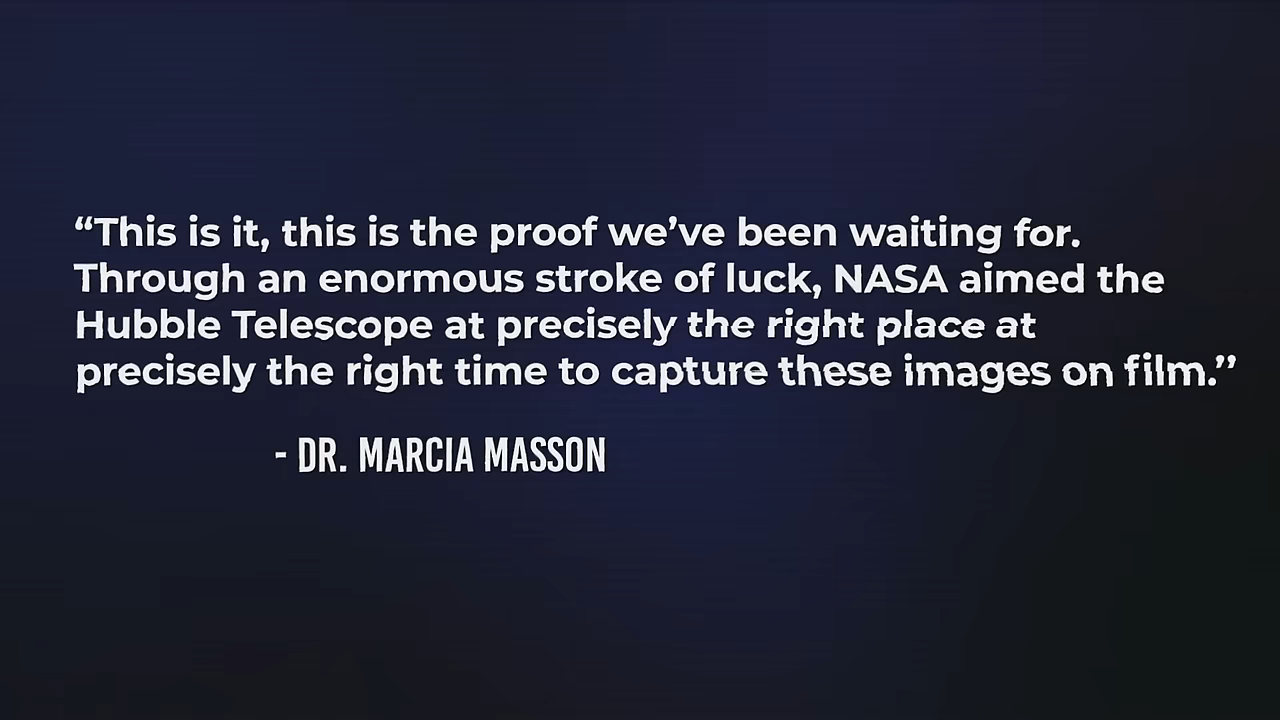 “This is it, this is the proof we’ve been waiting for.
Through an enormous stroke of luck, NASA aimed the
Hubble Telescope at precisely the right place at
precisely the right time to capture these images on film.”
- DR. MARCIA MASSON